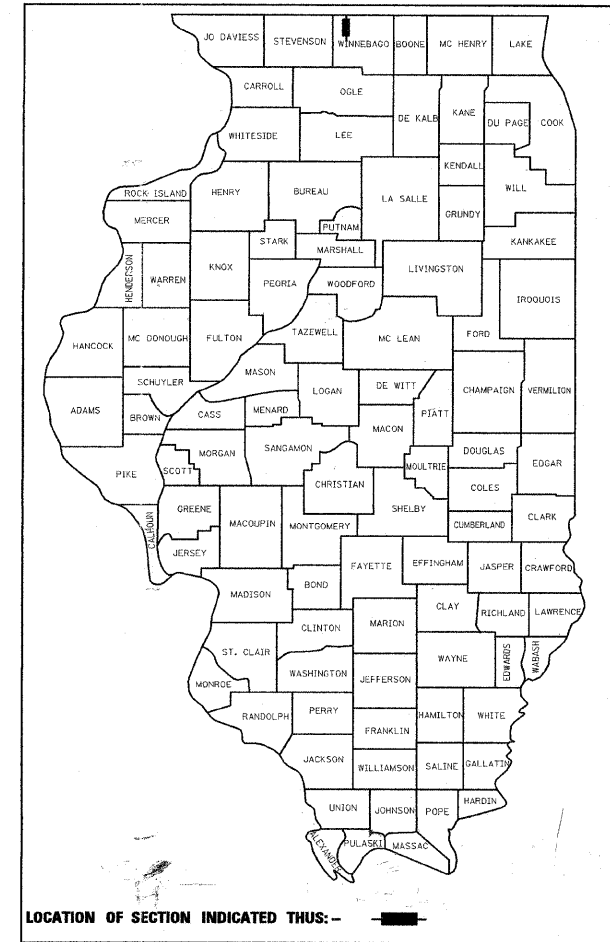 JO DAVIESS STEVENSON WINNEBAGO BOONE MC HENRY LAKE
CARROLL OGLE DE KALB KANE DU PAGE COOK
WHITESIDE LEE
KENDALL WILL
ROCK ISLAND HENRY BUREAU LA SALLE
MERCER PUTNAM GRUNDY
STARK MARSHALL KANKAKEE
HENDERSON WARREN KNOX PEORIA WOODFORD LIVINGSTON
IROQUOIS
HANCOCK MC DONOUGH FULTON TAZEWELL MC LEAN FORD
MASON
SCHUYLER LOGAN DE WITT CHAMPAIGN VERMILION
ADAMS BROWN CASS MENARD PIATT
MACON
PIKE SCOTT MORGAN SANGAMON MOULTRIE DOUGLAS EDGAR
CHRISTIAN COLES
CALHOUN GREENE MACOUPIN MONTGOMERY SHELBY CUMBERLAND CLARK
JERSEY
FAYETTE EFFINGHAM JASPER CRAWFORD
MADISON BOND
CLINTON MARION CLAY RICHLAND LAWRENCE
ST. CLAIR WAYNE EDWARDS WABASH
MONROE WASHINGTON JEFFERSON
RANDOLPH PERRY HAMILTON WHITE
FRANKLIN
JACKSON WILLIAMSON SALINE GALLATIN
UNION JOHNSON POPE HARDIN
ALEXANDER PULASKI MASSAC
LOCATION OF SECTION INDICATED THUS:-